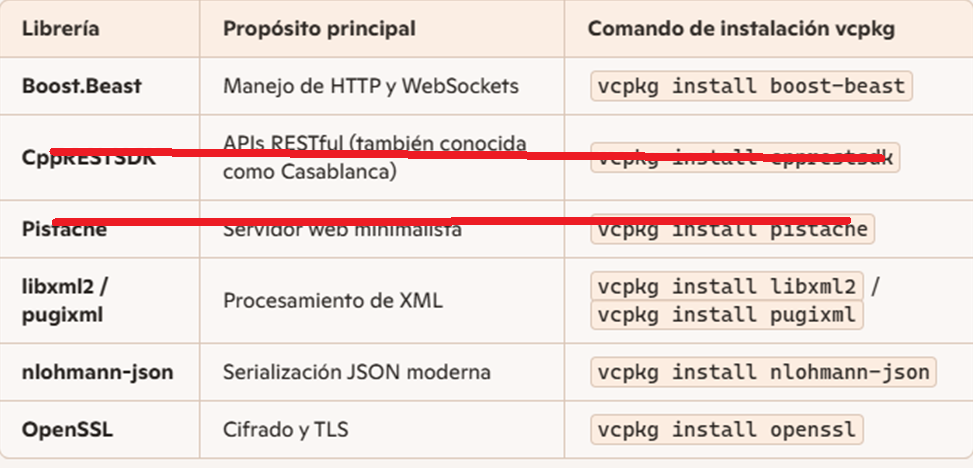 Librería Propósito principal Comando de instalación vcpkg
Boost.Beast Manejo de HTTP y WebSockets vcpkg install boost-beast
CppRESTSDK APIs RESTful (también conocida vcpkg install cpprestsdk
como Casablanca)
Pistache Servidor web minimalista vcpkg install pistache
libxml2 / vcpkg install libxml2 /
pugixml Procesamiento de XML vcpkg install pugixml
nlohmann-json Serialización JSON moderna vcpkg install nlohmann-json
OpenSSL Cifrado y TLS vcpkg install openssl